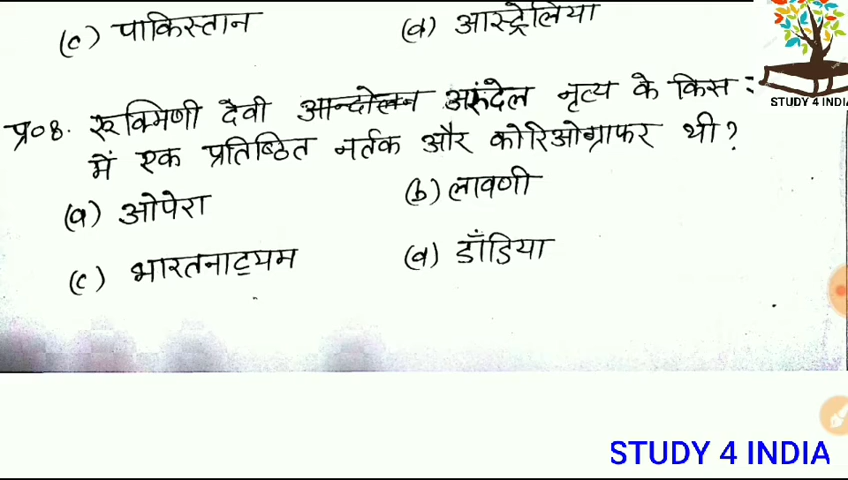 (c) पाकिस्तान (d) आस्ट्रेलिया
STUDY 4 INDIA
प्र०8. रूक्मिणी देवी आन्दोलन अरुंदेल नृत्य के किस
में एक प्रतिष्ठित नर्तक और कोरिओग्राफर थी?
(a) ओपेरा (b) लावणी
(c) भारतनाट्यम (d) डाँडिया
STUDY 4 INDIA